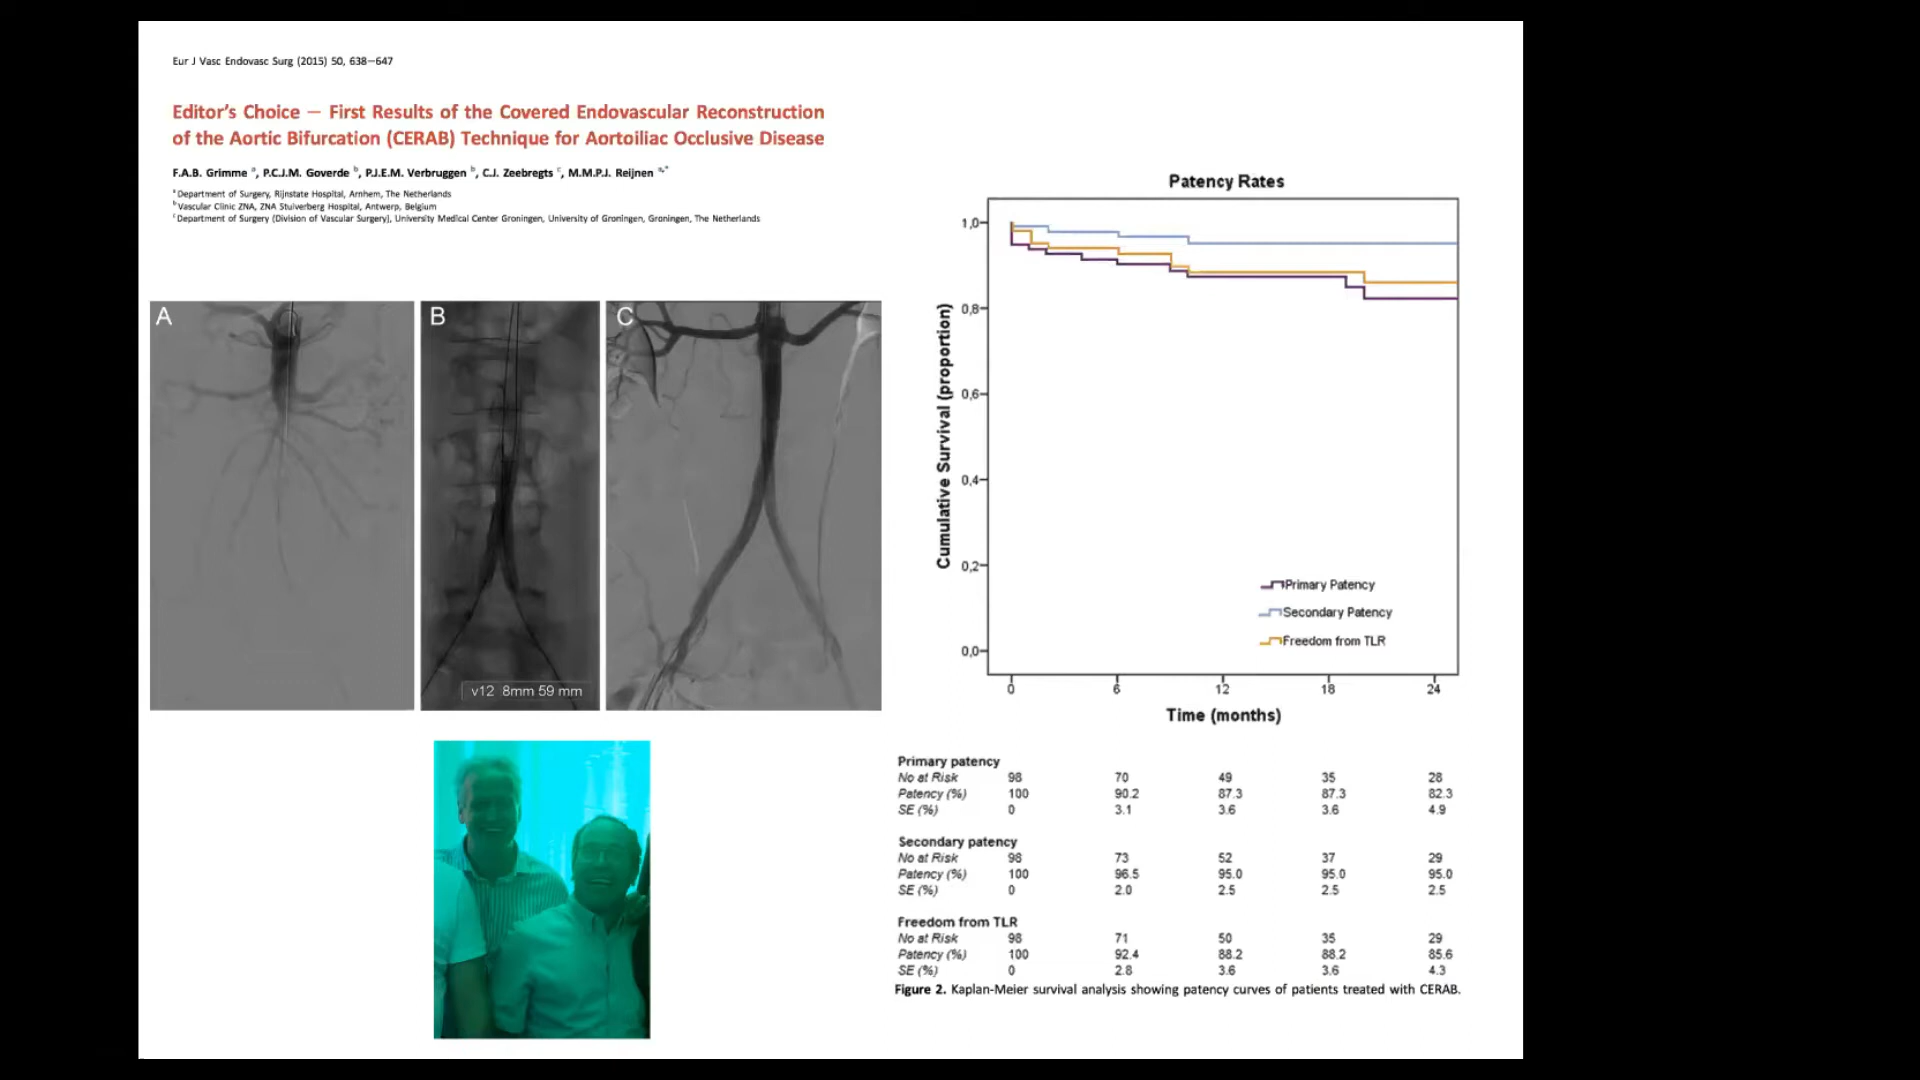 Eur J Vasc Endovasc Surg (2015) 50, 638–647
Editor's Choice – First Results of the Covered Endovascular Reconstruction
of the Aortic Bifurcation (CERAB) Technique for Aortoiliac Occlusive Disease
F.A.B. Grimme a, P.C.J.M. Goverde b, P.J.E.M. Verbruggen b, C.J. Zeebregts c, M.M.P.J. Reijnen a,*
a Department of Surgery, Rijnstate Hospital, Arnhem, The Netherlands
b Vascular Clinic ZNA, ZNA Stuiverberg Hospital, Antwerp, Belgium
c Department of Surgery (Division of Vascular Surgery), University Medical Center Groningen, University of Groningen, Groningen, The Netherlands
A
B
C
v12 8mm 59 mm
Patency Rates
Cumulative Survival (proportion)
1,0
0,8
0,6
0,4
0,2
0,0
Primary Patency
Secondary Patency
Freedom from TLR
0 6 12 18 24
Time (months)
Primary patency
No at Risk 98 70 49 35 28
Patency (%) 100 90.2 87.3 87.3 82.3
SE (%) 0 3.1 3.6 3.6 4.9
Secondary patency
No at Risk 98 73 52 37 29
Patency (%) 100 96.5 95.0 95.0 95.0
SE (%) 0 2.0 2.5 2.5 2.5
Freedom from TLR
No at Risk 98 71 50 35 29
Patency (%) 100 92.4 88.2 88.2 85.6
SE (%) 0 2.8 3.6 3.6 4.3
Figure 2. Kaplan-Meier survival analysis showing patency curves of patients treated with CERAB.